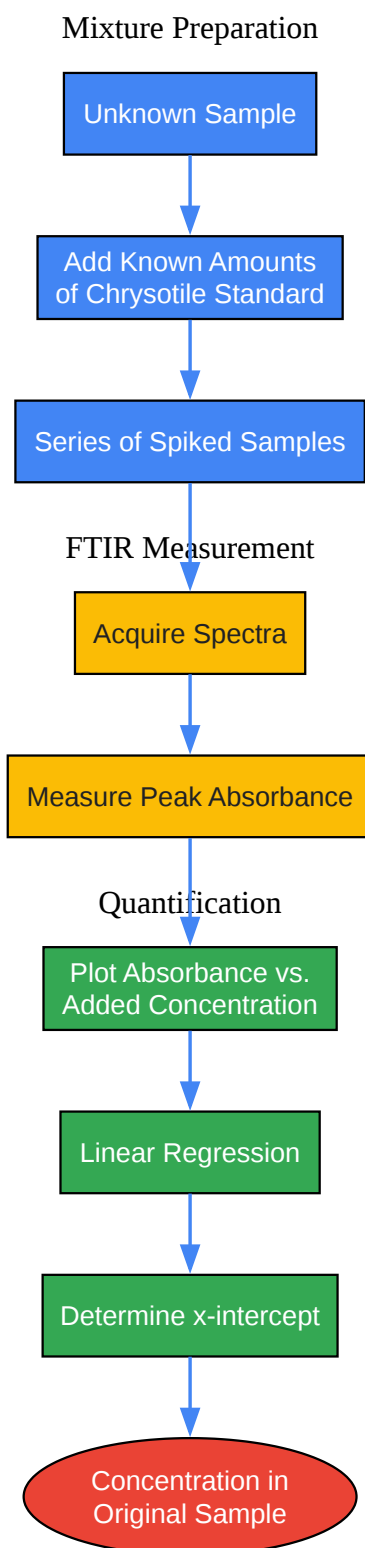 Mixture Preparation
Unknown Sample
Add Known Amounts
of Chrysotile Standard
Series of Spiked Samples
FTIR Measurement
Acquire Spectra
Measure Peak Absorbance
Quantification
Plot Absorbance vs.
Added Concentration
Linear Regression
Determine x-intercept
Concentration in
Original Sample